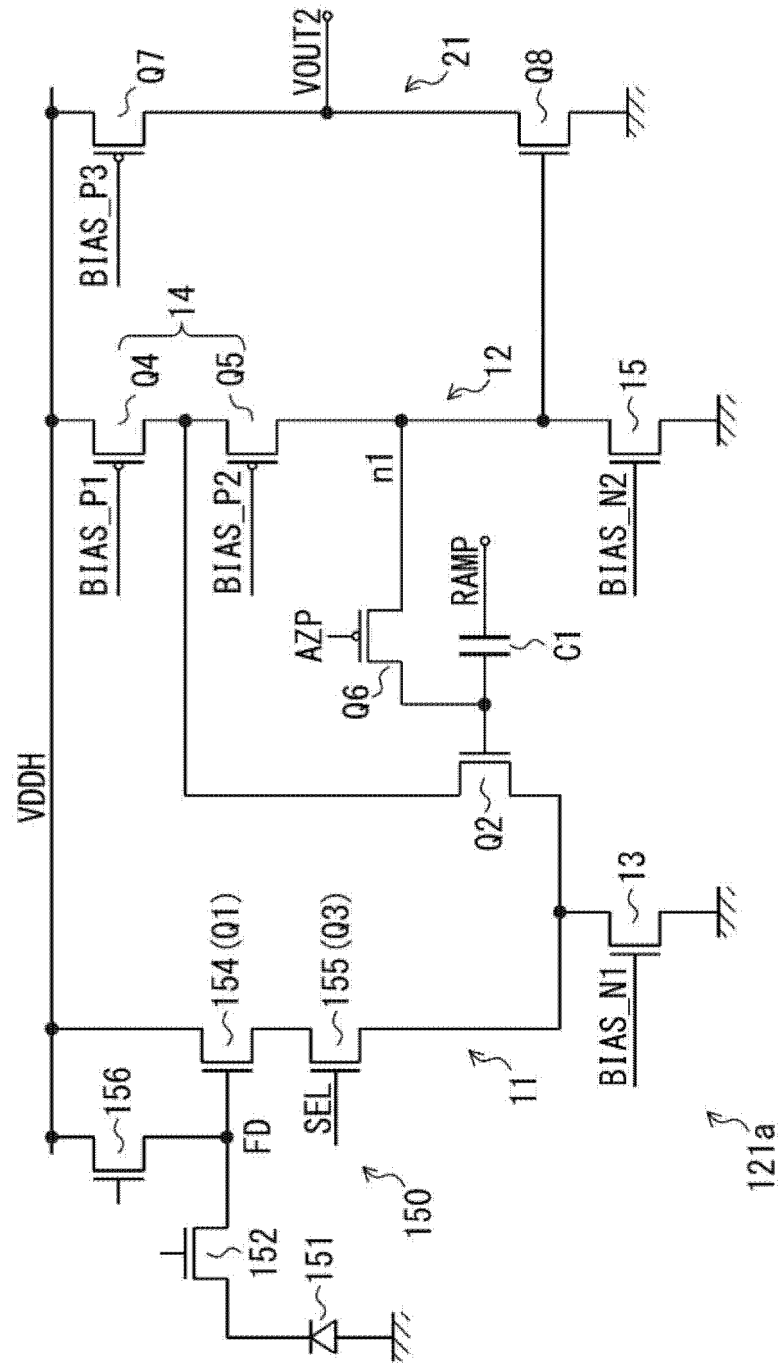 VDDH
156
FD
152
151
150
154(Q1)
SEL
155(Q3)
11
BIAS_N1
13
121a
Q2
Q6
AZP
RAMP
C1
BIAS_P1
Q4
14
BIAS_P2
Q5
n1
12
BIAS_N2
15
BIAS_P3
Q7
VOUT2
21
Q8